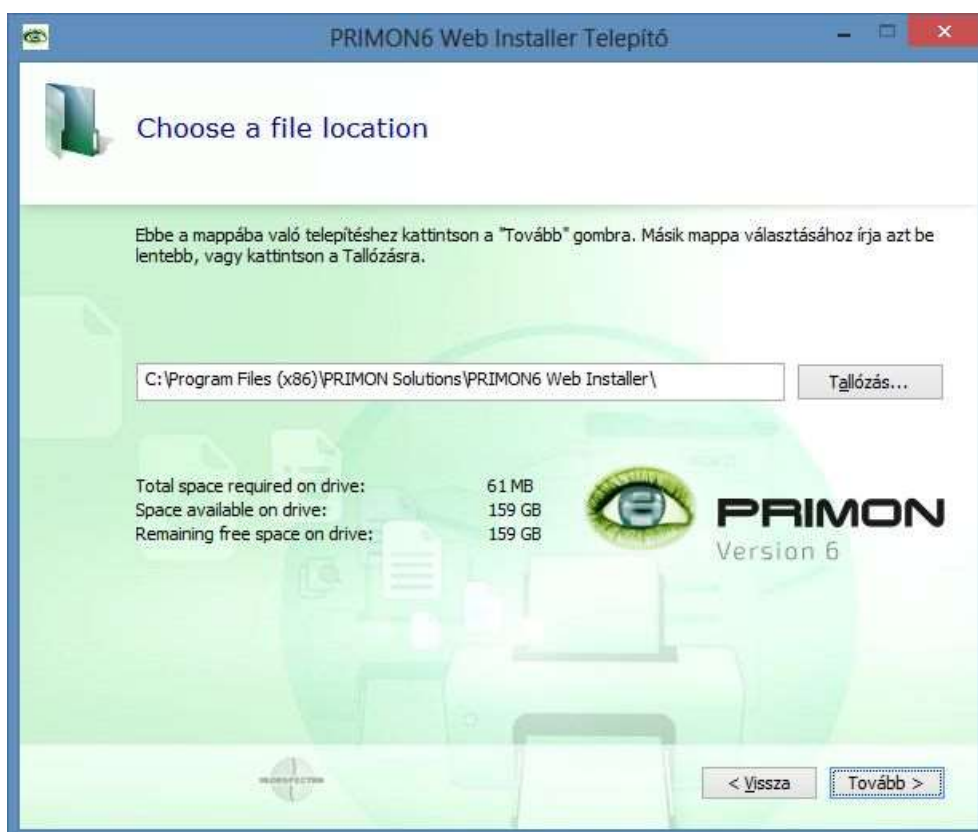 PRIMON6 Web Installer Telepítő
Choose a file location
Ebbe a mappába való telepítéshez kattintson a "Tovább" gombra. Másik mappa választásához írja azt be
lentebb, vagy kattintson a Tallózásra.
C:\Program Files (x86)\PRIMON Solutions\PRIMON6 Web Installer\
Tallózás...
Total space required on drive: 61 MB
Space available on drive: 159 GB
Remaining free space on drive: 159 GB
PRIMON
Version 6
< Vissza
Tovább >